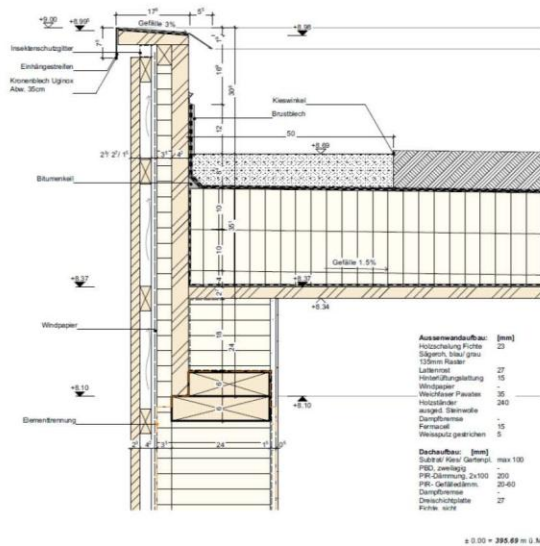 17⁶
5⁵
+9.00
+8.99⁵
Gefälle 3%
+8.98
Insektenschutzgitter
Einhängestreifen
Kronenblech Uginox
Abw. 35cm
Kieswinkel
Brustblech
50
+8.69
Bitumenkeil
Gefälle 1.5%
+8.37
+8.37
+8.34
Windpapier
+8.10
+8.10
Elementtrennung
24
Aussenwandaufbau: [mm]
Holzschalung Fichte 23
Sägeroh, blau/ grau
135mm Raster
Lattenrost 27
Hinterlüftungslattung 15
Windpapier -
Weichfaser Pavatex 35
Holzständer 240
ausged. Steinwolle
Dampfbremse -
Fermacell 15
Weissputz gestrichen 5
Dachaufbau: [mm]
Substrat/ Kies/ Gartenpl. max 100
PBD, zweilagig -
PIR-Dämmung, 2x100 200
PIR- Gefälledämm. 20-60
Dampfbremse -
Dreischichtplatte 27
Fichte, sicht
± 0.00 = 395.69 m ü.M